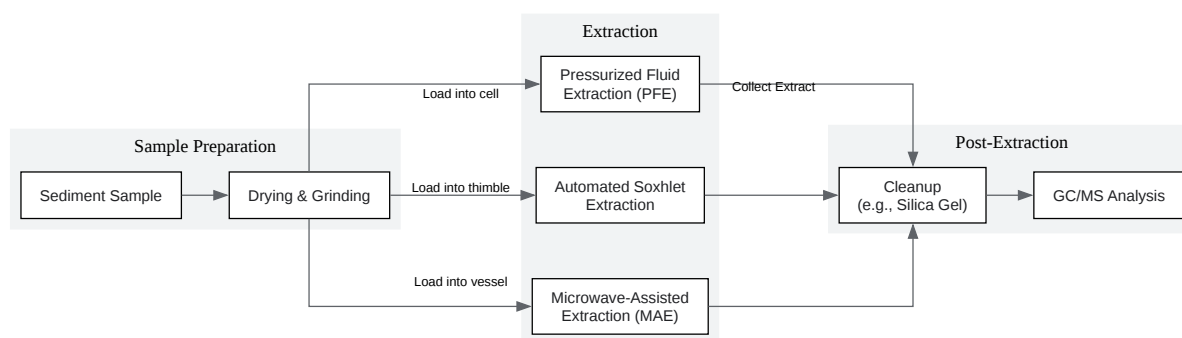 Extraction
Pressurized Fluid
Extraction (PFE)
Load into cell
Collect Extract
Sample Preparation
Post-Extraction
Sediment Sample
Drying & Grinding
Load into thimble
Automated Soxhlet
Extraction
Cleanup
(e.g., Silica Gel)
GC/MS Analysis
Load into vessel
Microwave-Assisted
Extraction (MAE)